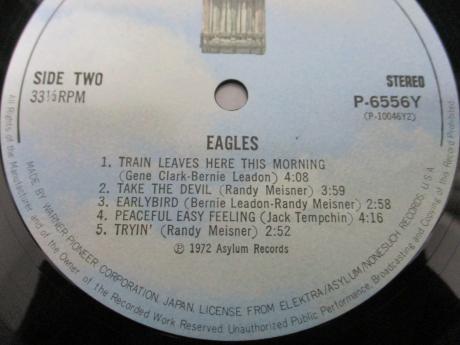 SIDE TWO
STEREO
33⅓RPM
P-6556Y
(P-10046Y2)
EAGLES
1. TRAIN LEAVES HERE THIS MORNING
(Gene Clark-Bernie Leadon) 4:08
2. TAKE THE DEVIL (Randy Meisner) 3:59
3. EARLYBIRD (Bernie Leadon-Randy Meisner) 2:58
4. PEACEFUL EASY FEELING (Jack Tempchin) 4:16
5. TRYIN' (Randy Meisner) 2:52
Ⓟ 1972 Asylum Records
MADE BY WARNER-PIONEER CORPORATION, JAPAN, LICENSE FROM ELEKTRA/ASYLUM/NONESUCH RECORDS, U.S.A.
All Rights of the Manufacturer and of the Owner of the Recorded Work Reserved. Unauthorized Public Performance, Broadcasting and Copying of this Record Prohibited.